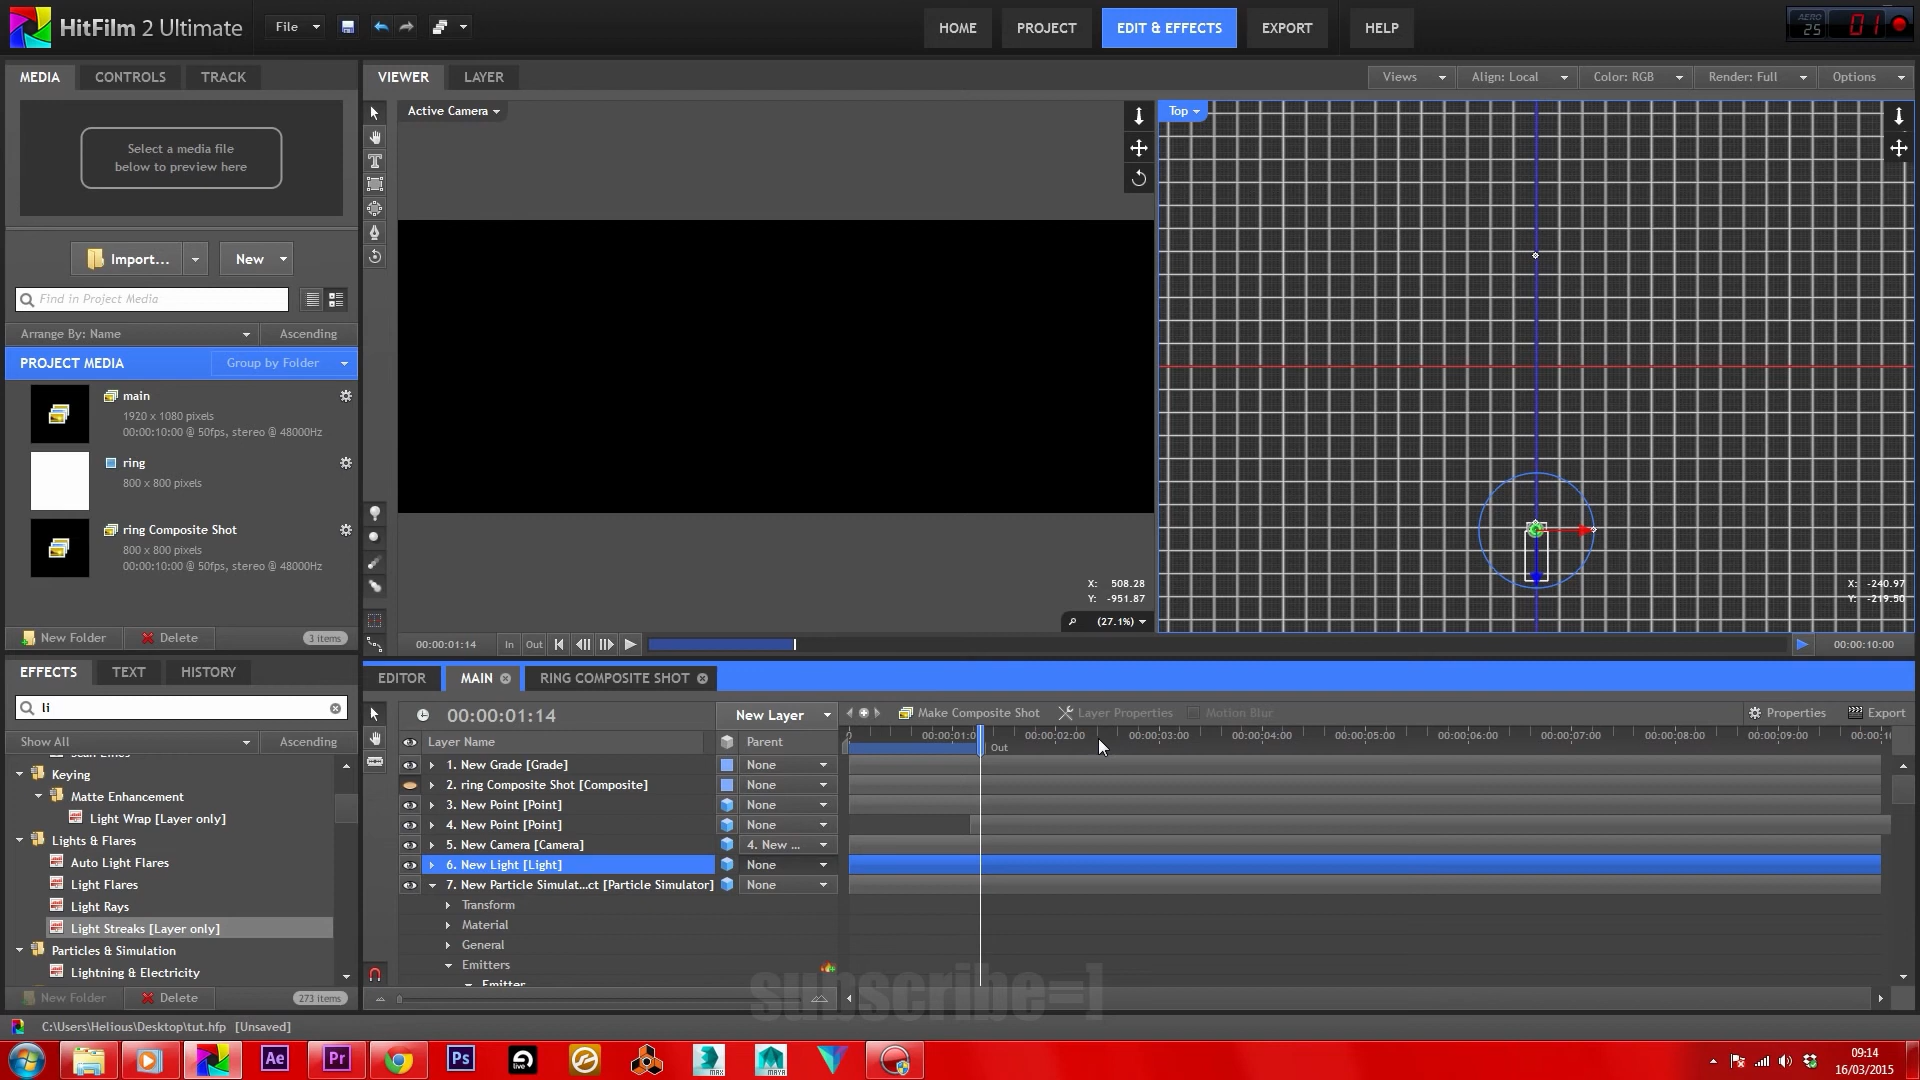 HitFilm 2 Ultimate
File
HOME
PROJECT
EDIT & EFFECTS
EXPORT
HELP
AERO
25
01
MEDIA
CONTROLS
TRACK
VIEWER
LAYER
Views
Align: Local
Color: RGB
Render: Full
Options
Select a media file
below to preview here
Active Camera
Top
Import...
New
Find in Project Media
Arrange By: Name
Ascending
PROJECT MEDIA
Group by Folder
main
1920 x 1080 pixels
00:00:10:00 @ 50fps, stereo @ 48000Hz
ring
800 x 800 pixels
ring Composite Shot
800 x 800 pixels
00:00:10:00 @ 50fps, stereo @ 48000Hz
X: 508.28
Y: -951.87
X: -240.97
Y: -219.50
(27.1%)
New Folder
Delete
3 items
00:00:01:14
In
Out
00:00:10:00
EFFECTS
TEXT
HISTORY
EDITOR
MAIN
RING COMPOSITE SHOT
li
00:00:01:14
New Layer
Make Composite Shot
Layer Properties
Motion Blur
Properties
Export
Show All
Ascending
Layer Name
Parent
0
00:00:01:0
00:00:02:00
00:00:03:00
00:00:04:00
00:00:05:00
00:00:06:00
00:00:07:00
00:00:08:00
00:00:09:00
00:00:1
Out
Keying
Matte Enhancement
Light Wrap [Layer only]
Lights & Flares
Auto Light Flares
Light Flares
Light Rays
Light Streaks [Layer only]
Particles & Simulation
Lightning & Electricity
1. New Grade [Grade]
None
2. ring Composite Shot [Composite]
None
3. New Point [Point]
None
4. New Point [Point]
None
5. New Camera [Camera]
4. New ...
6. New Light [Light]
None
7. New Particle Simulat...ct [Particle Simulator]
None
Transform
Material
General
Emitters
Emitter
subscribe=]
New Folder
Delete
273 items
C:\Users\Helious\Desktop\tut.hfp [Unsaved]
Ae
Pr
Ps
live
MAX
MAYA
09:14
16/03/2015